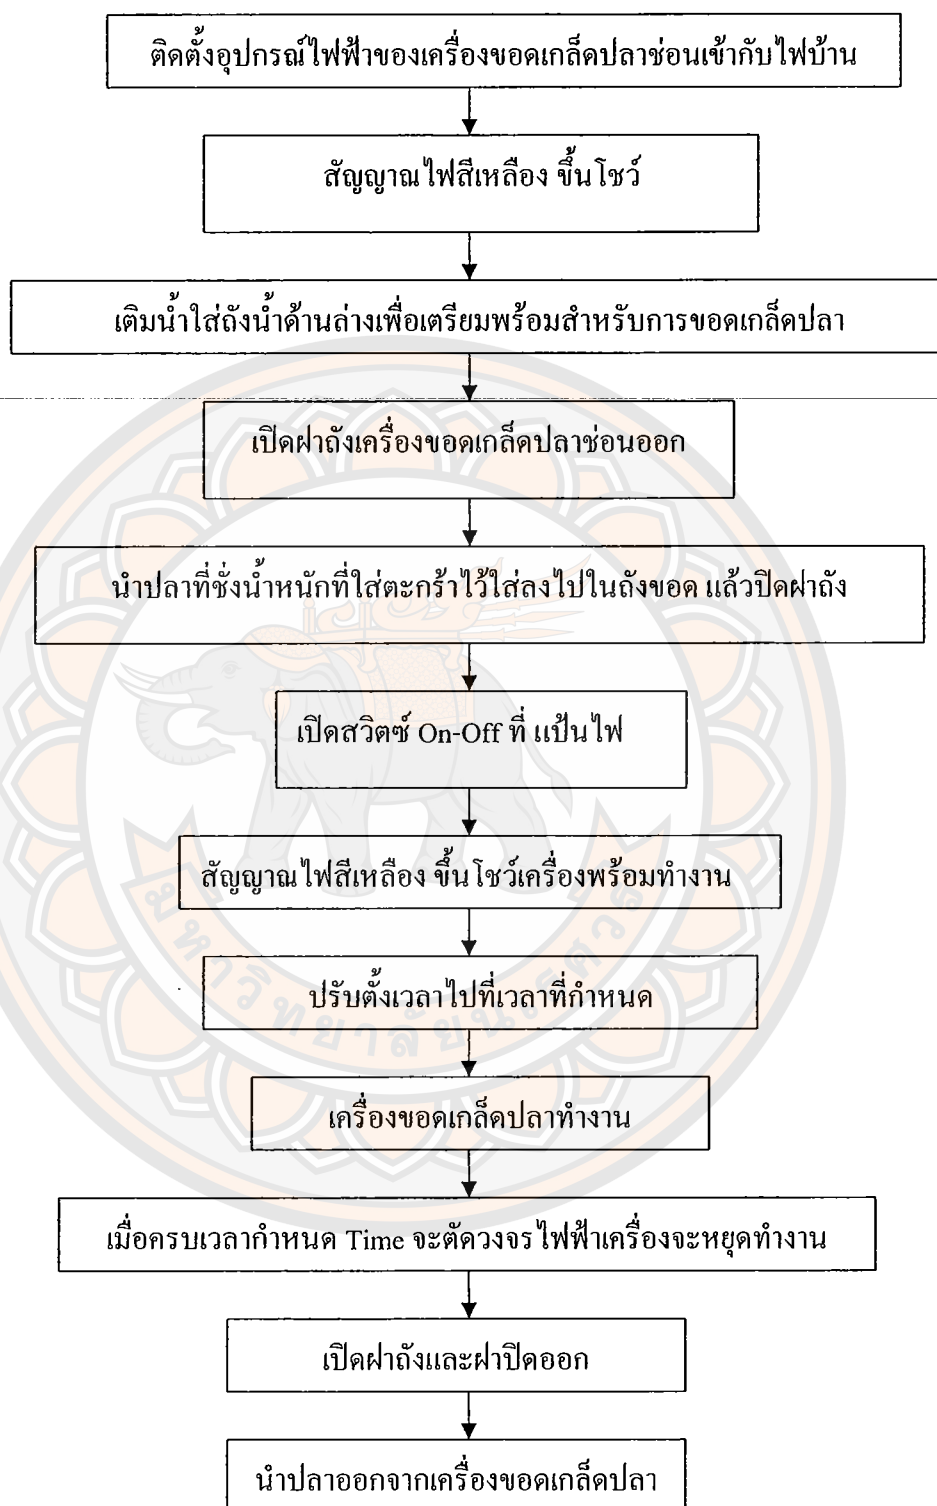 ติดตั้งอุปกรณ์ไฟฟ้าของเครื่องขอดเกล็ดปลาช่อนเข้ากับไฟบ้าน
สัญญาณไฟสีเหลือง ขึ้นโชว์
เติมน้ำใส่ถังน้ำด้านล่างเพื่อเตรียมพร้อมสำหรับการขอดเกล็ดปลา
เปิดฝาถังเครื่องขอดเกล็ดปลาช่อนออก
นำปลาที่ชั่งน้ำหนักที่ใส่ตะกร้าไว้ใส่ลงไปในถังขอด แล้วปิดฝาถัง
เปิดสวิตซ์ On-Off ที่ แป้นไฟ
สัญญาณไฟสีเหลือง ขึ้นโชว์เครื่องพร้อมทำงาน
ปรับตั้งเวลาไปที่เวลาที่กำหนด
มหาวิทยาลัยนเรศวร
เครื่องขอดเกล็ดปลาทำงาน
เมื่อครบเวลากำหนด Time จะตัดวงจรไฟฟ้าเครื่องจะหยุดทำงาน
เปิดฝาถังและฝาปิดออก
นำปลาออกจากเครื่องขอดเกล็ดปลา